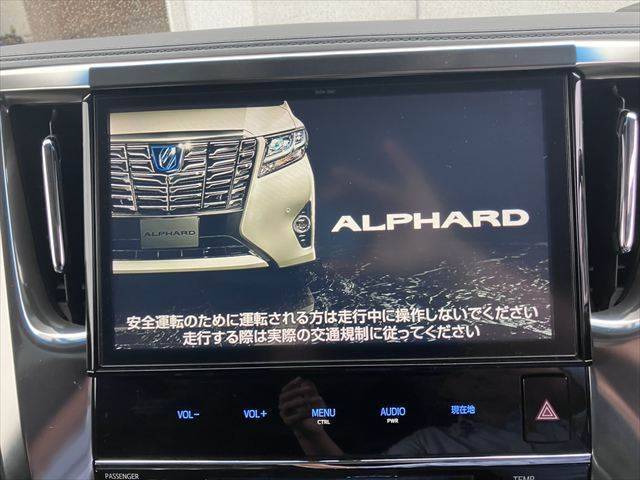 ALPHARD
ALPHARD
安全運転のために運転される方は走行中に操作しないでください
走行する際は実際の交通規制に従ってください
VOL-
VOL+
MENU
CTRL
AUDIO
PWR
現在地
PASSENGER
TEMP